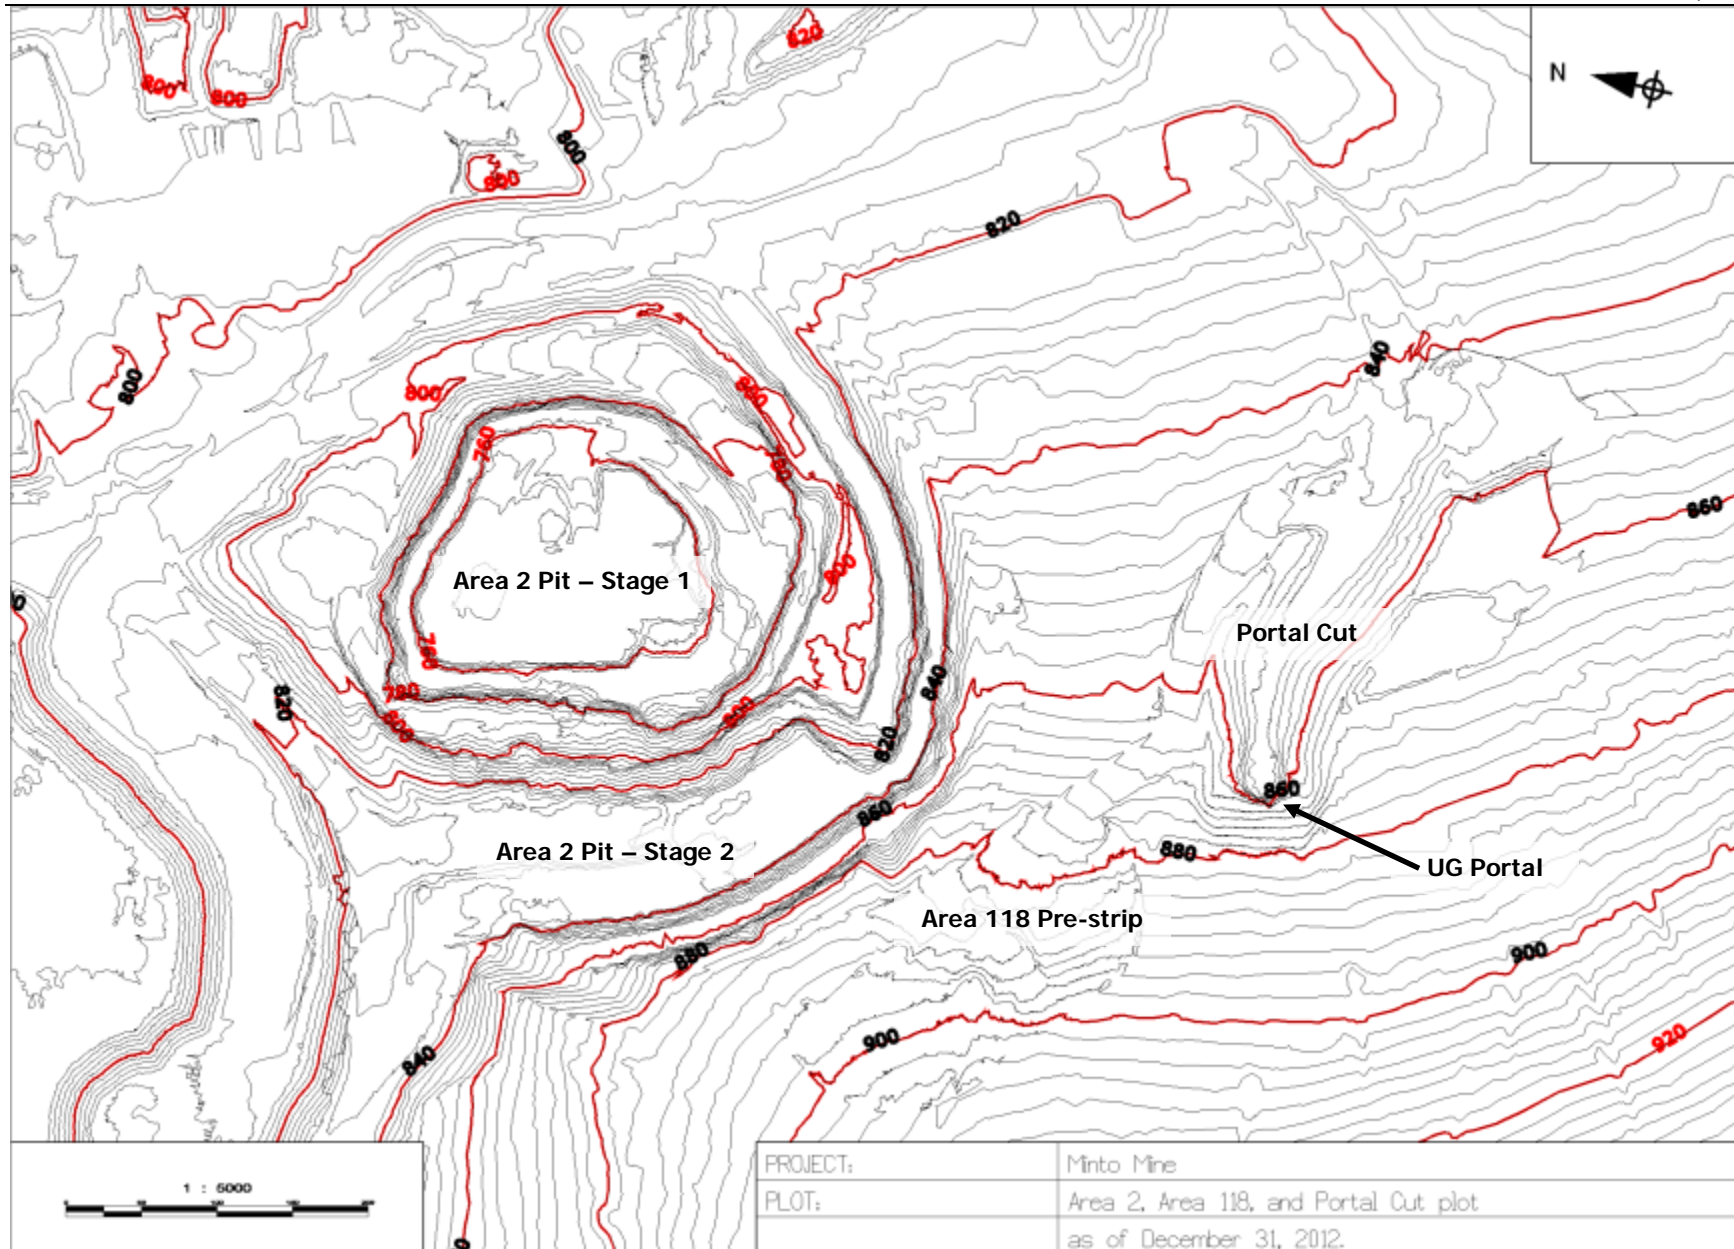 820
800
800
N
800
800
820
800
840
800
800
760
780
860
800
Area 2 Pit – Stage 1
Portal Cut
760
780
840
820
800
800
820
860
860
880
Area 2 Pit – Stage 2
UG Portal
Area 118 Pre-strip
880
900
900
920
840
1 : 5000
PROJECT: Minto Mine
PLOT: Area 2, Area 118, and Portal Cut plot
as of December 31, 2012.